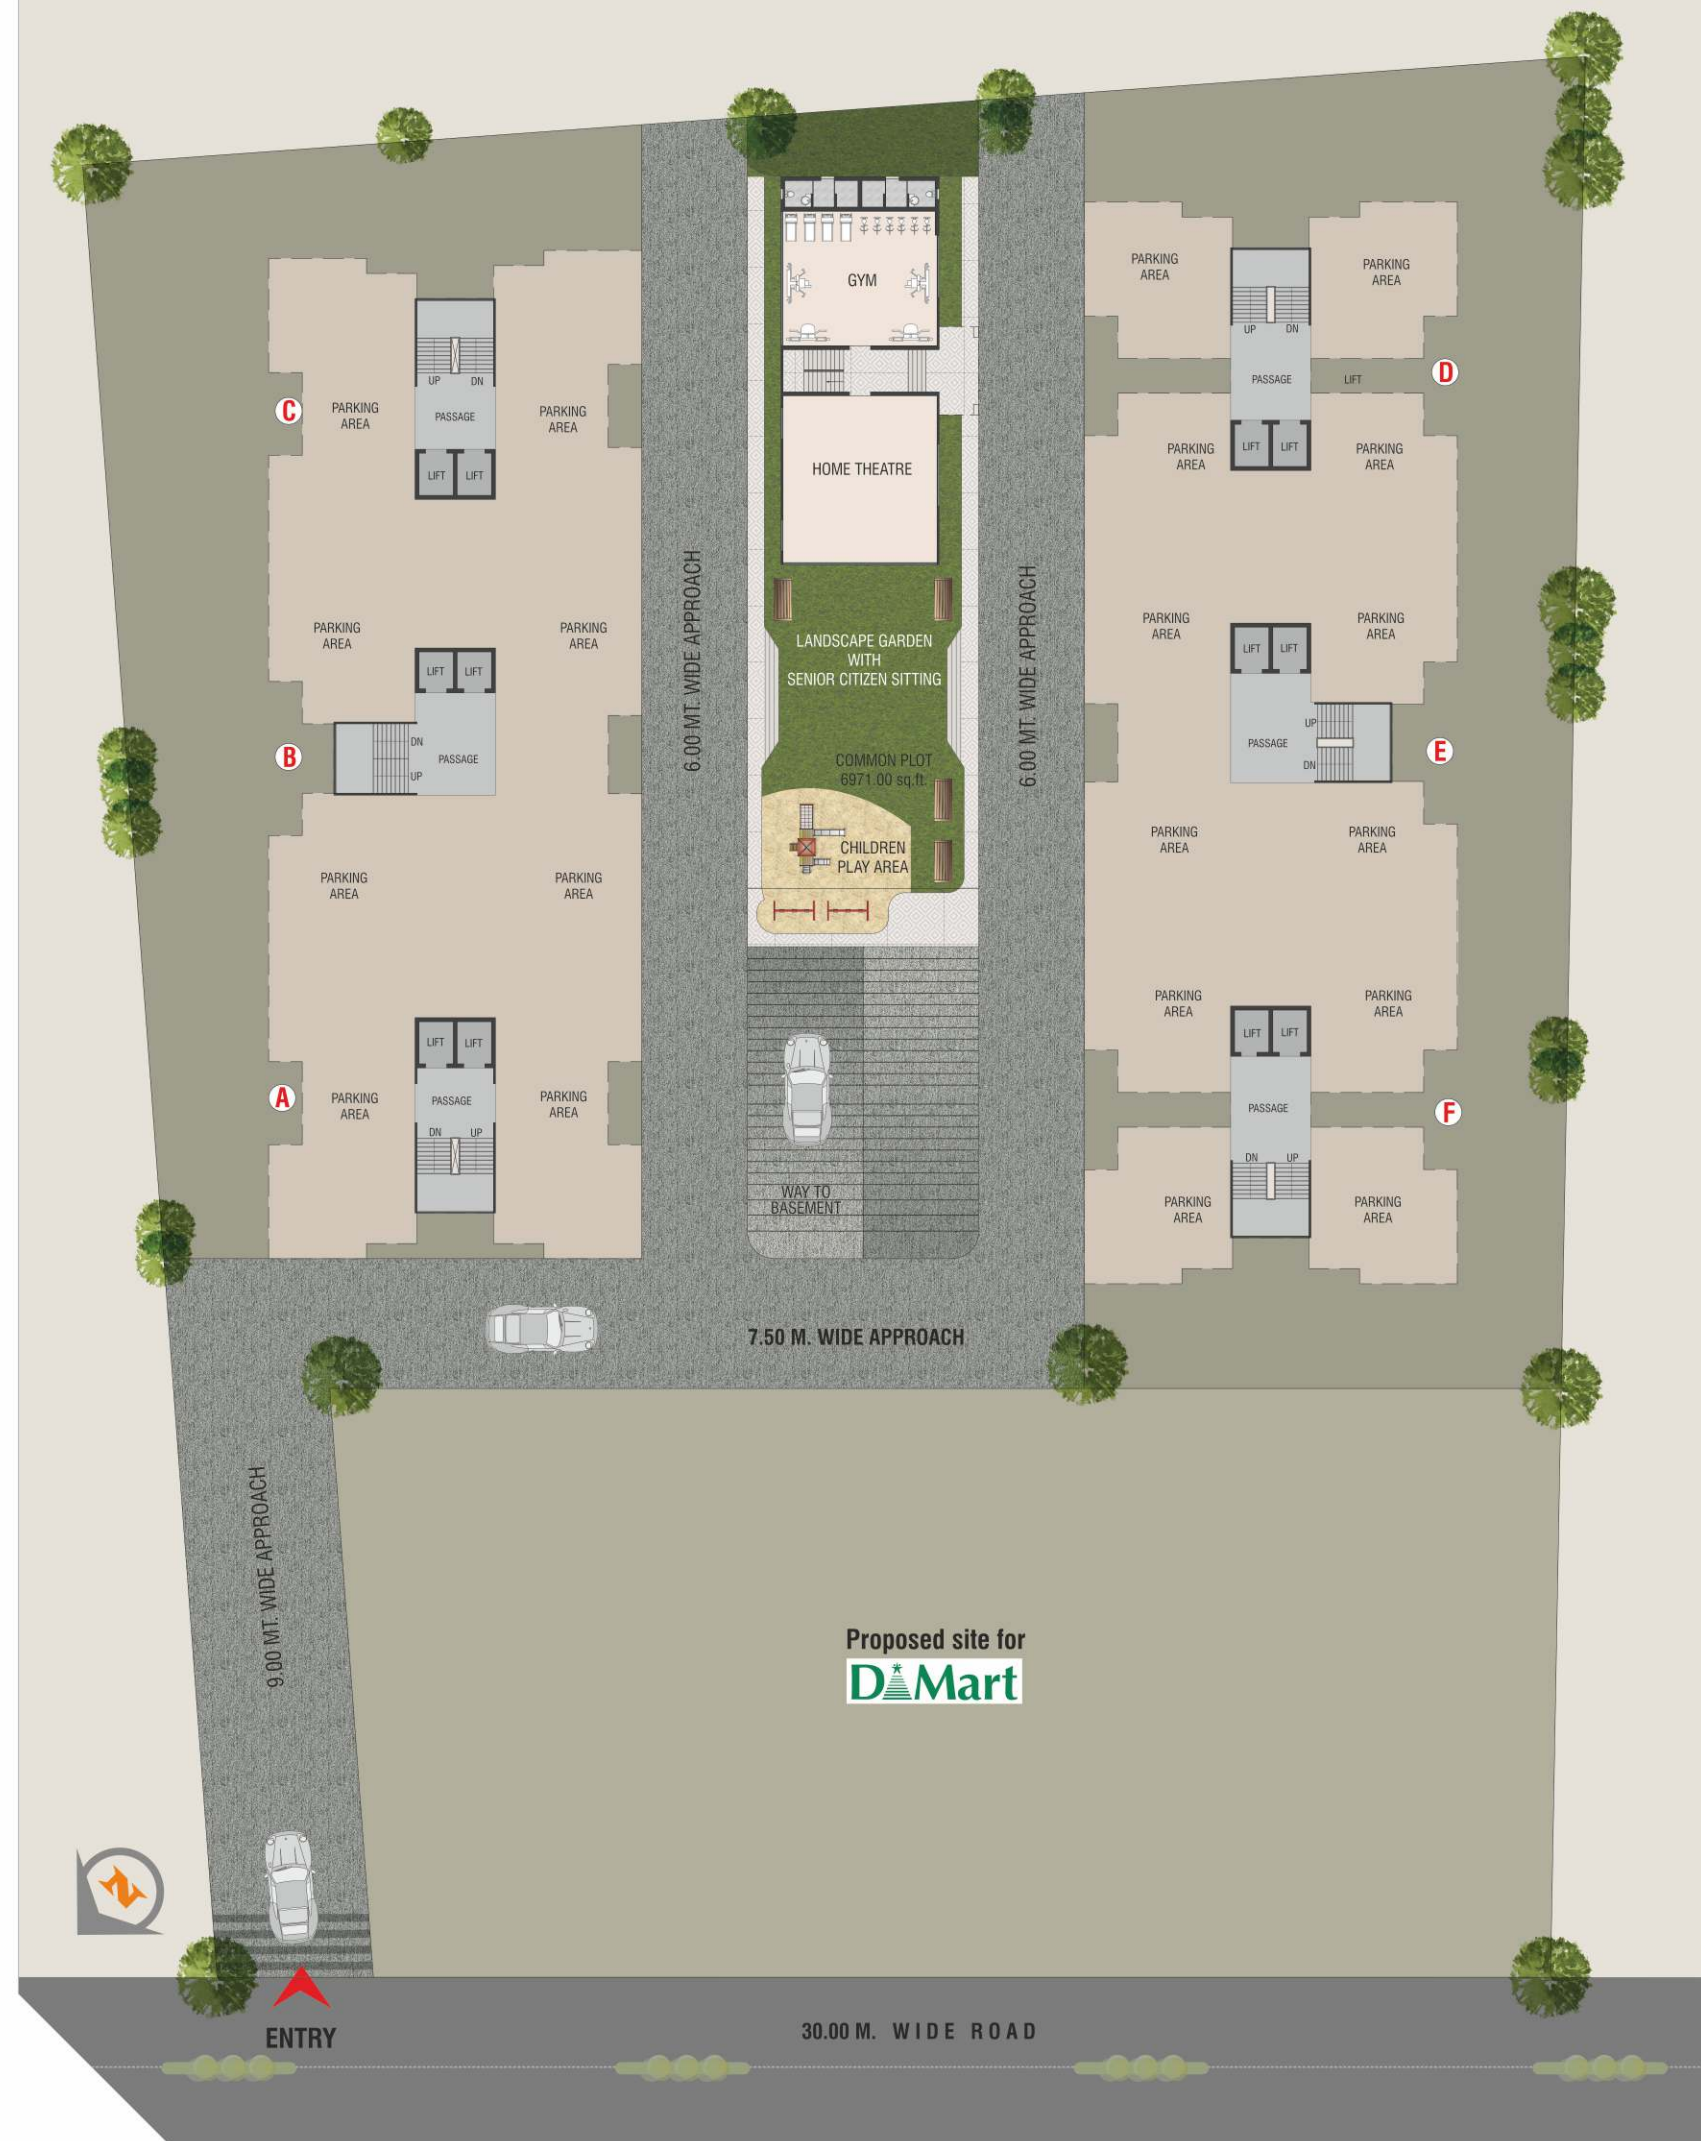 GYM
HOME THEATRE
LANDSCAPE GARDEN
WITH
SENIOR CITIZEN SITTING
COMMON PLOT
6971.00 sq.ft.
CHILDREN
PLAY AREA
WAY TO
BASEMENT
6.00 MT. WIDE APPROACH
6.00 MT. WIDE APPROACH
C
PARKING
AREA
UP DN
PASSAGE
LIFT LIFT
PARKING
AREA
PARKING
AREA
PARKING
AREA
LIFT LIFT
B
DN
UP
PASSAGE
PARKING
AREA
PARKING
AREA
LIFT LIFT
A
PARKING
AREA
PASSAGE
DN UP
PARKING
AREA
PARKING
AREA
PARKING
AREA
UP DN
PASSAGE
LIFT
D
PARKING
AREA
LIFT LIFT
PARKING
AREA
PARKING
AREA
PARKING
AREA
LIFT LIFT
UP
PASSAGE
DN
E
PARKING
AREA
PARKING
AREA
PARKING
AREA
PARKING
AREA
LIFT LIFT
PASSAGE
F
DN UP
PARKING
AREA
PARKING
AREA
7.50 M. WIDE APPROACH
9.00 MT. WIDE APPROACH
Proposed site for
D Mart
N
ENTRY
30.00 M. WIDE ROAD